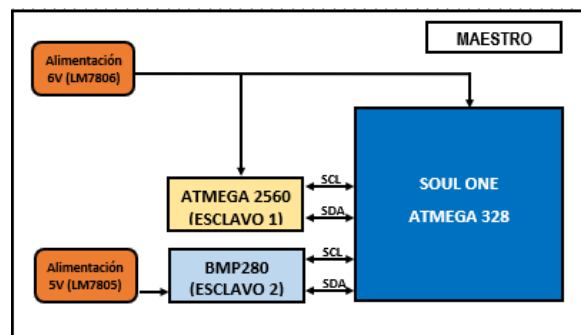 MAESTRO
Alimentación
6V (LM7806)
SOUL ONE
ATMEGA 328
ATMEGA 2560
(ESCLAVO 1)
SCL
SDA
BMP280
(ESCLAVO 2)
SCL
SDA
Alimentación
5V (LM7805)